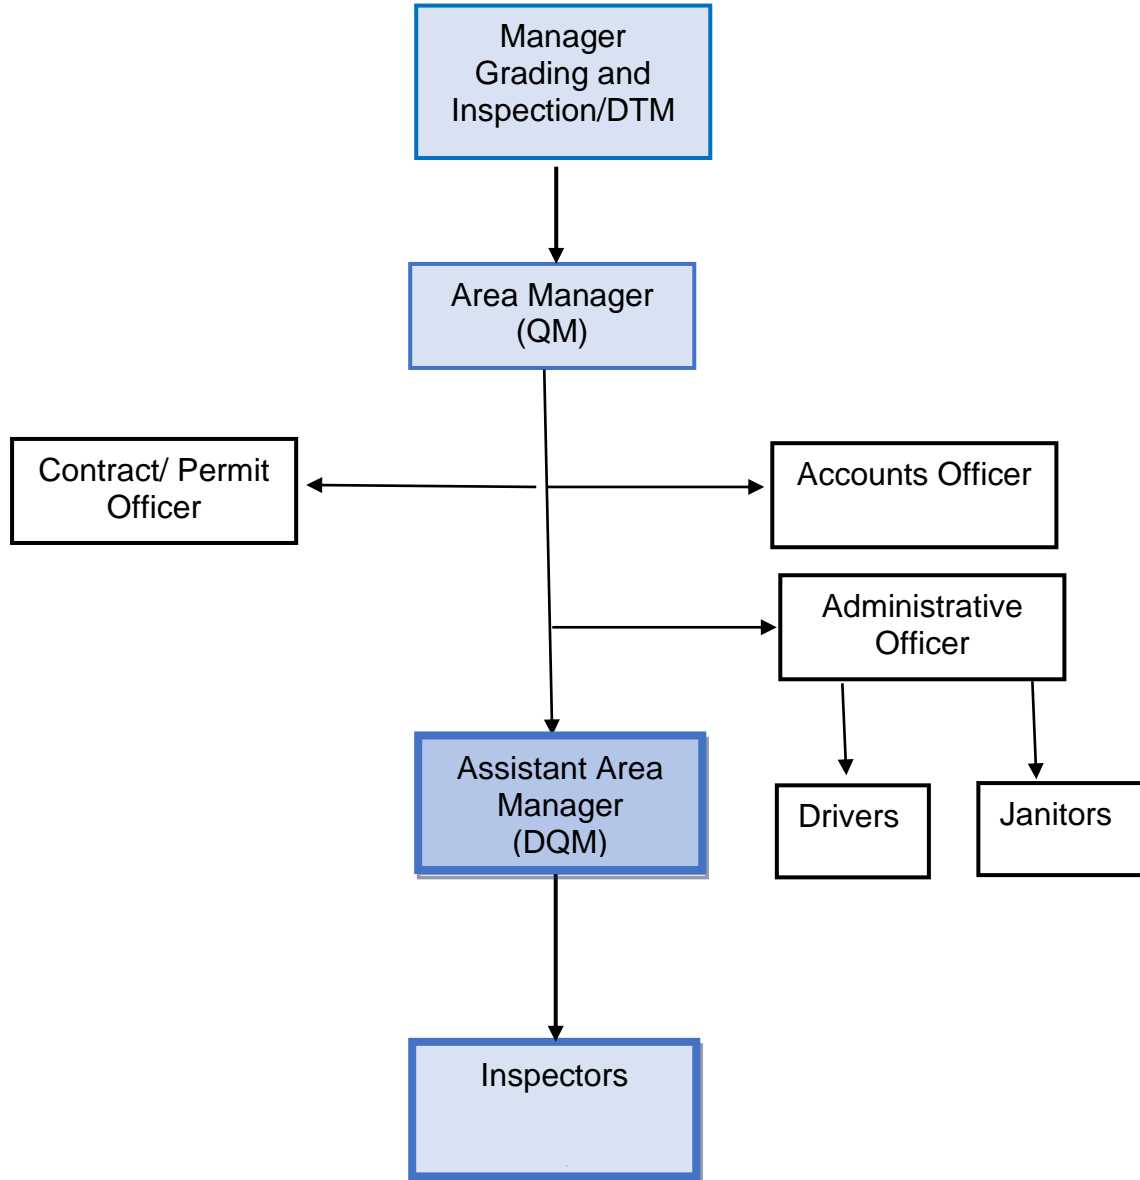 Manager
Grading and
Inspection/DTM
Area Manager
(QM)
Contract/ Permit
Officer
Accounts Officer
Administrative
Officer
Assistant Area
Manager
(DQM)
Drivers
Janitors
Inspectors